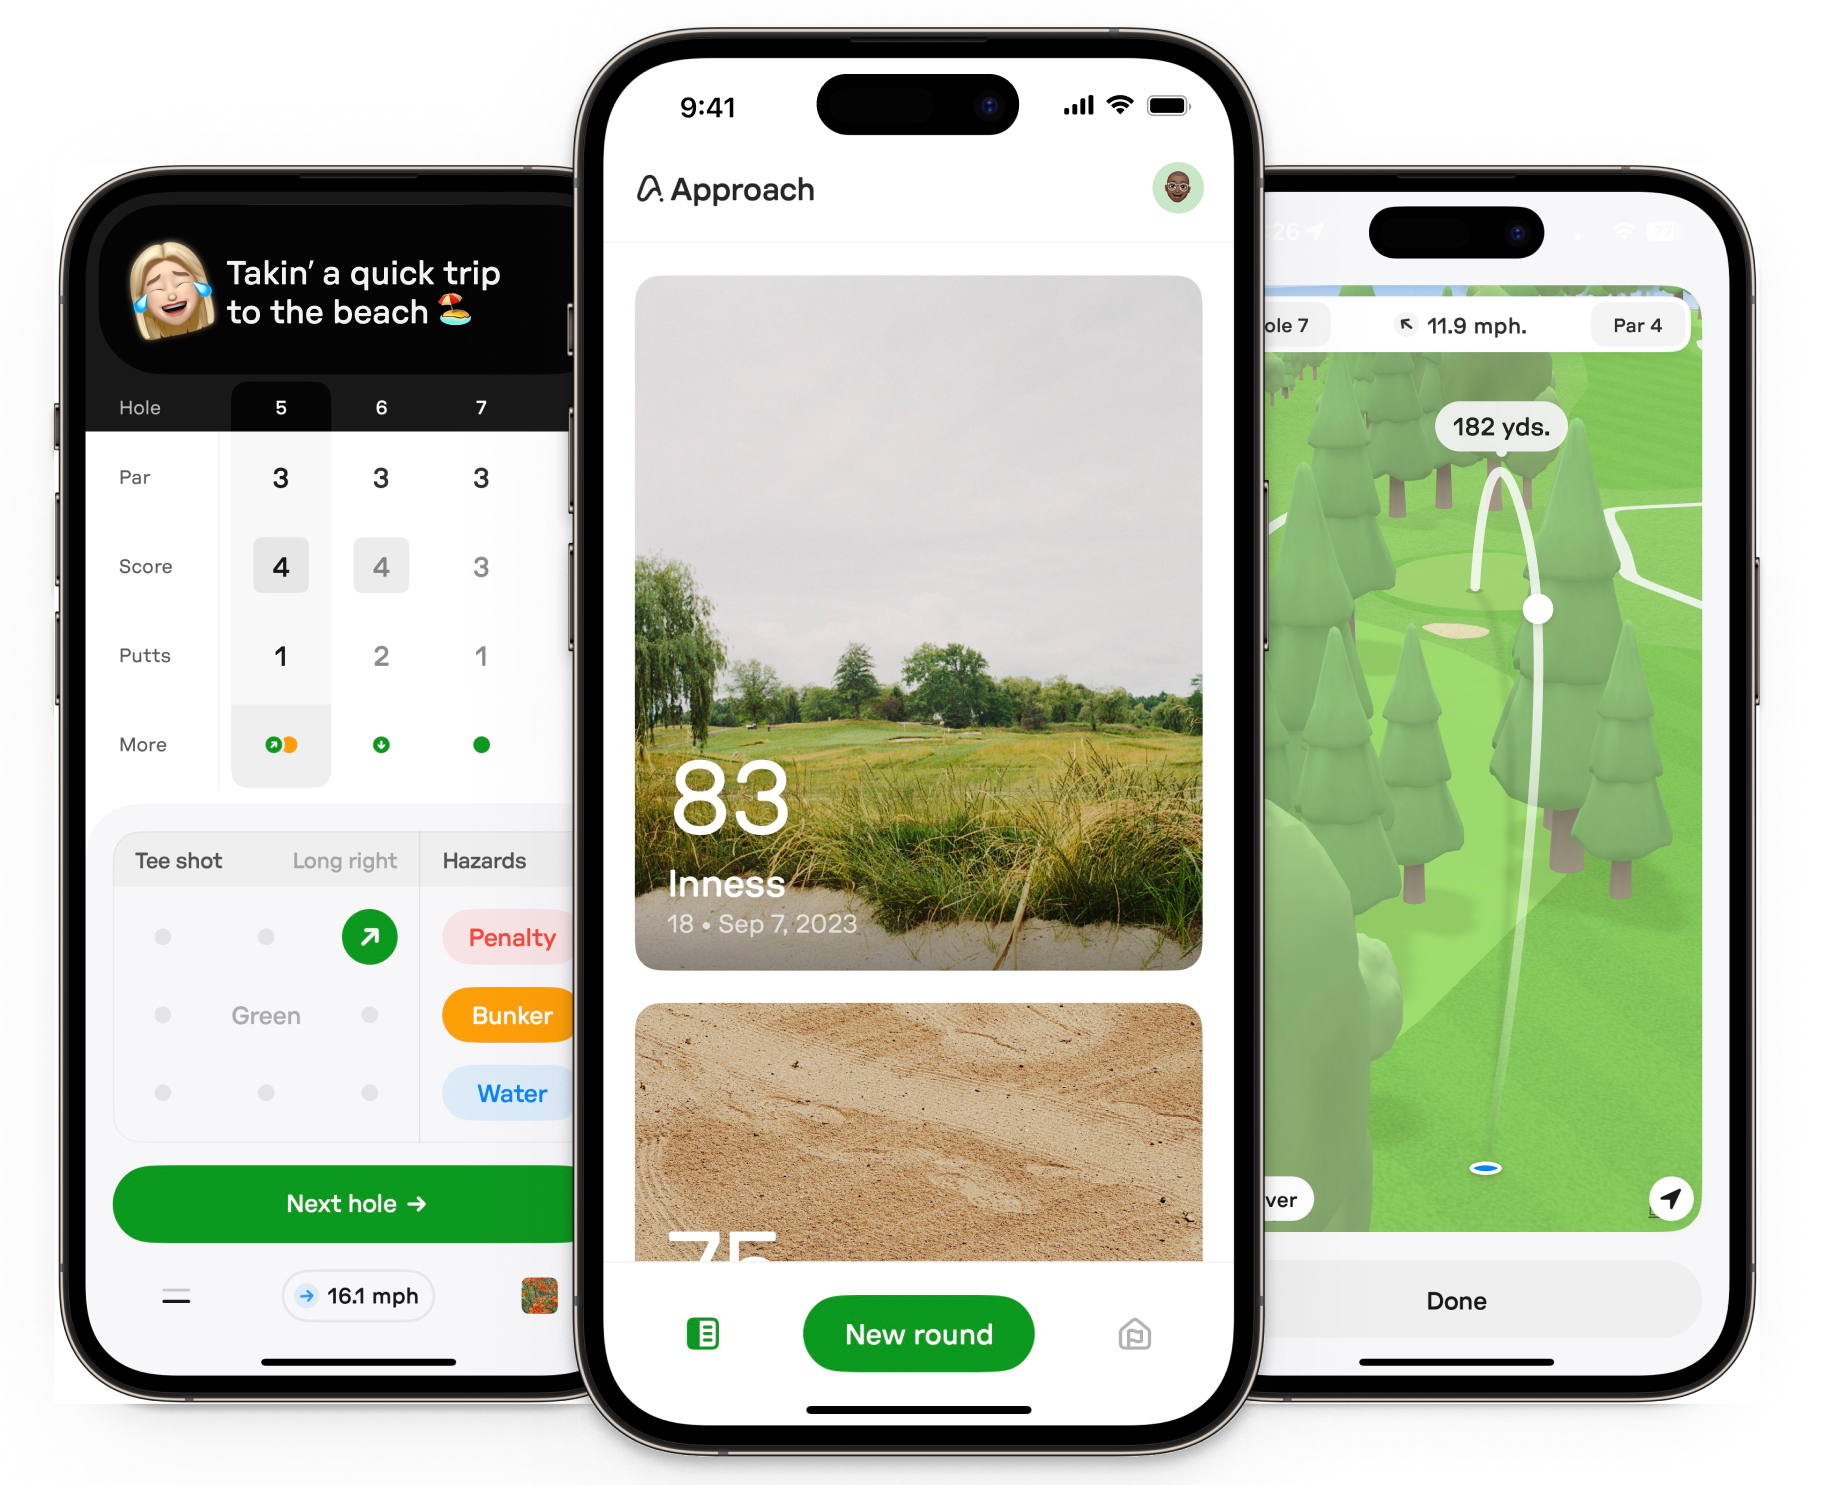 Takin' a quick trip
to the beach 🏖️
Hole 5 6 7
Par 3 3 3
Score 4 4 3
Putts 1 2 1
More
Tee shot Long right Hazards
Penalty
Green Bunker
Water
Next hole →
16.1 mph
9:41
Approach
83
Inness
18 • Sep 7, 2023
75
New round
26 77
ole 7 11.9 mph. Par 4
182 yds.
ver
Done